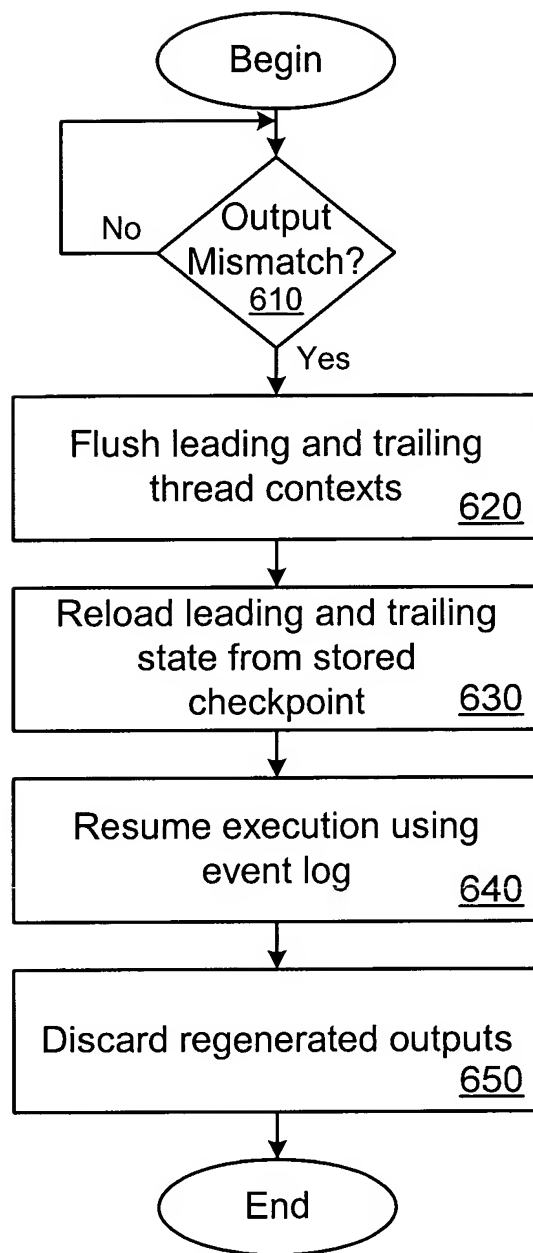 Begin
Output
No
Mismatch?
610
Yes
Flush leading and trailing
thread contexts
620
Reload leading and trailing
state from stored
checkpoint
630
Resume execution using
event log
640
Discard regenerated outputs
650
End